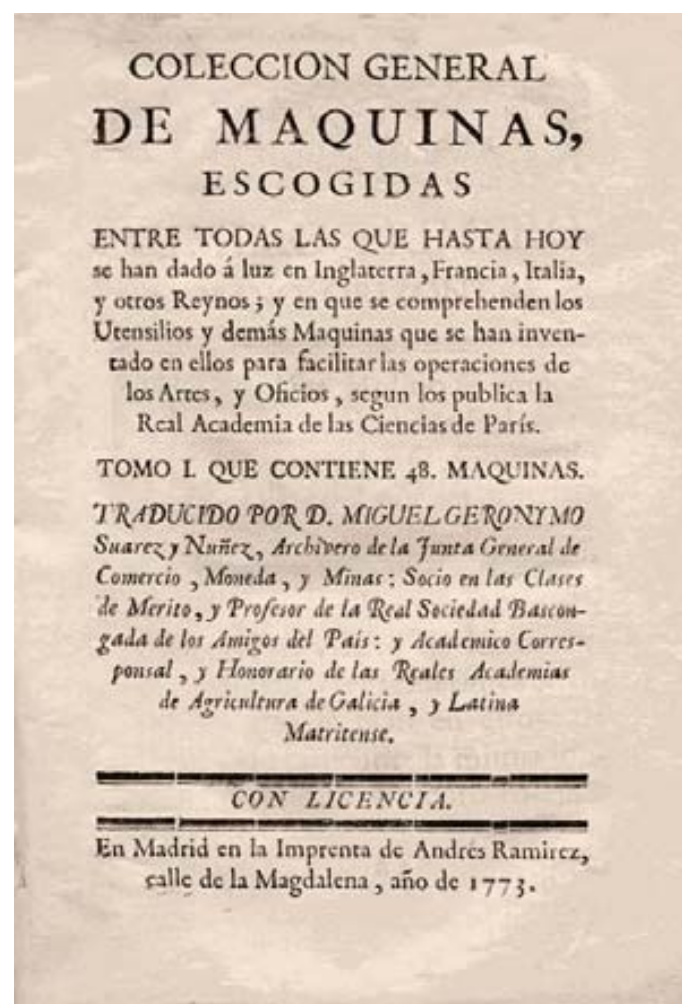 COLECCION GENERAL
DE MAQUINAS,
ESCOGIDAS
ENTRE TODAS LAS QUE HASTA HOY
se han dado á luz en Inglaterra, Francia, Italia,
y otros Reynos; y en que se comprehenden los
Utensilios y demás Maquinas que se han inven-
tado en ellos para facilitar las operaciones de
los Artes, y Oficios, segun los publica la
Real Academia de las Ciencias de París.
TOMO I. QUE CONTIENE 48. MAQUINAS.
TRADUCIDO POR D. MIGUEL GERONYMO
Suarez y Nuñez, Archivero de la Junta General de
Comercio, Moneda, y Minas: Socio en las Clases
de Merito, y Profesor de la Real Sociedad Bascon-
gada de los Amigos del País: y Academico Corres-
ponsal, y Honorario de las Reales Academias
de Agricultura de Galicia, y Latina
Matritense.
CON LICENCIA.
En Madrid en la Imprenta de Andrés Ramirez,
calle de la Magdalena, año de 1773.